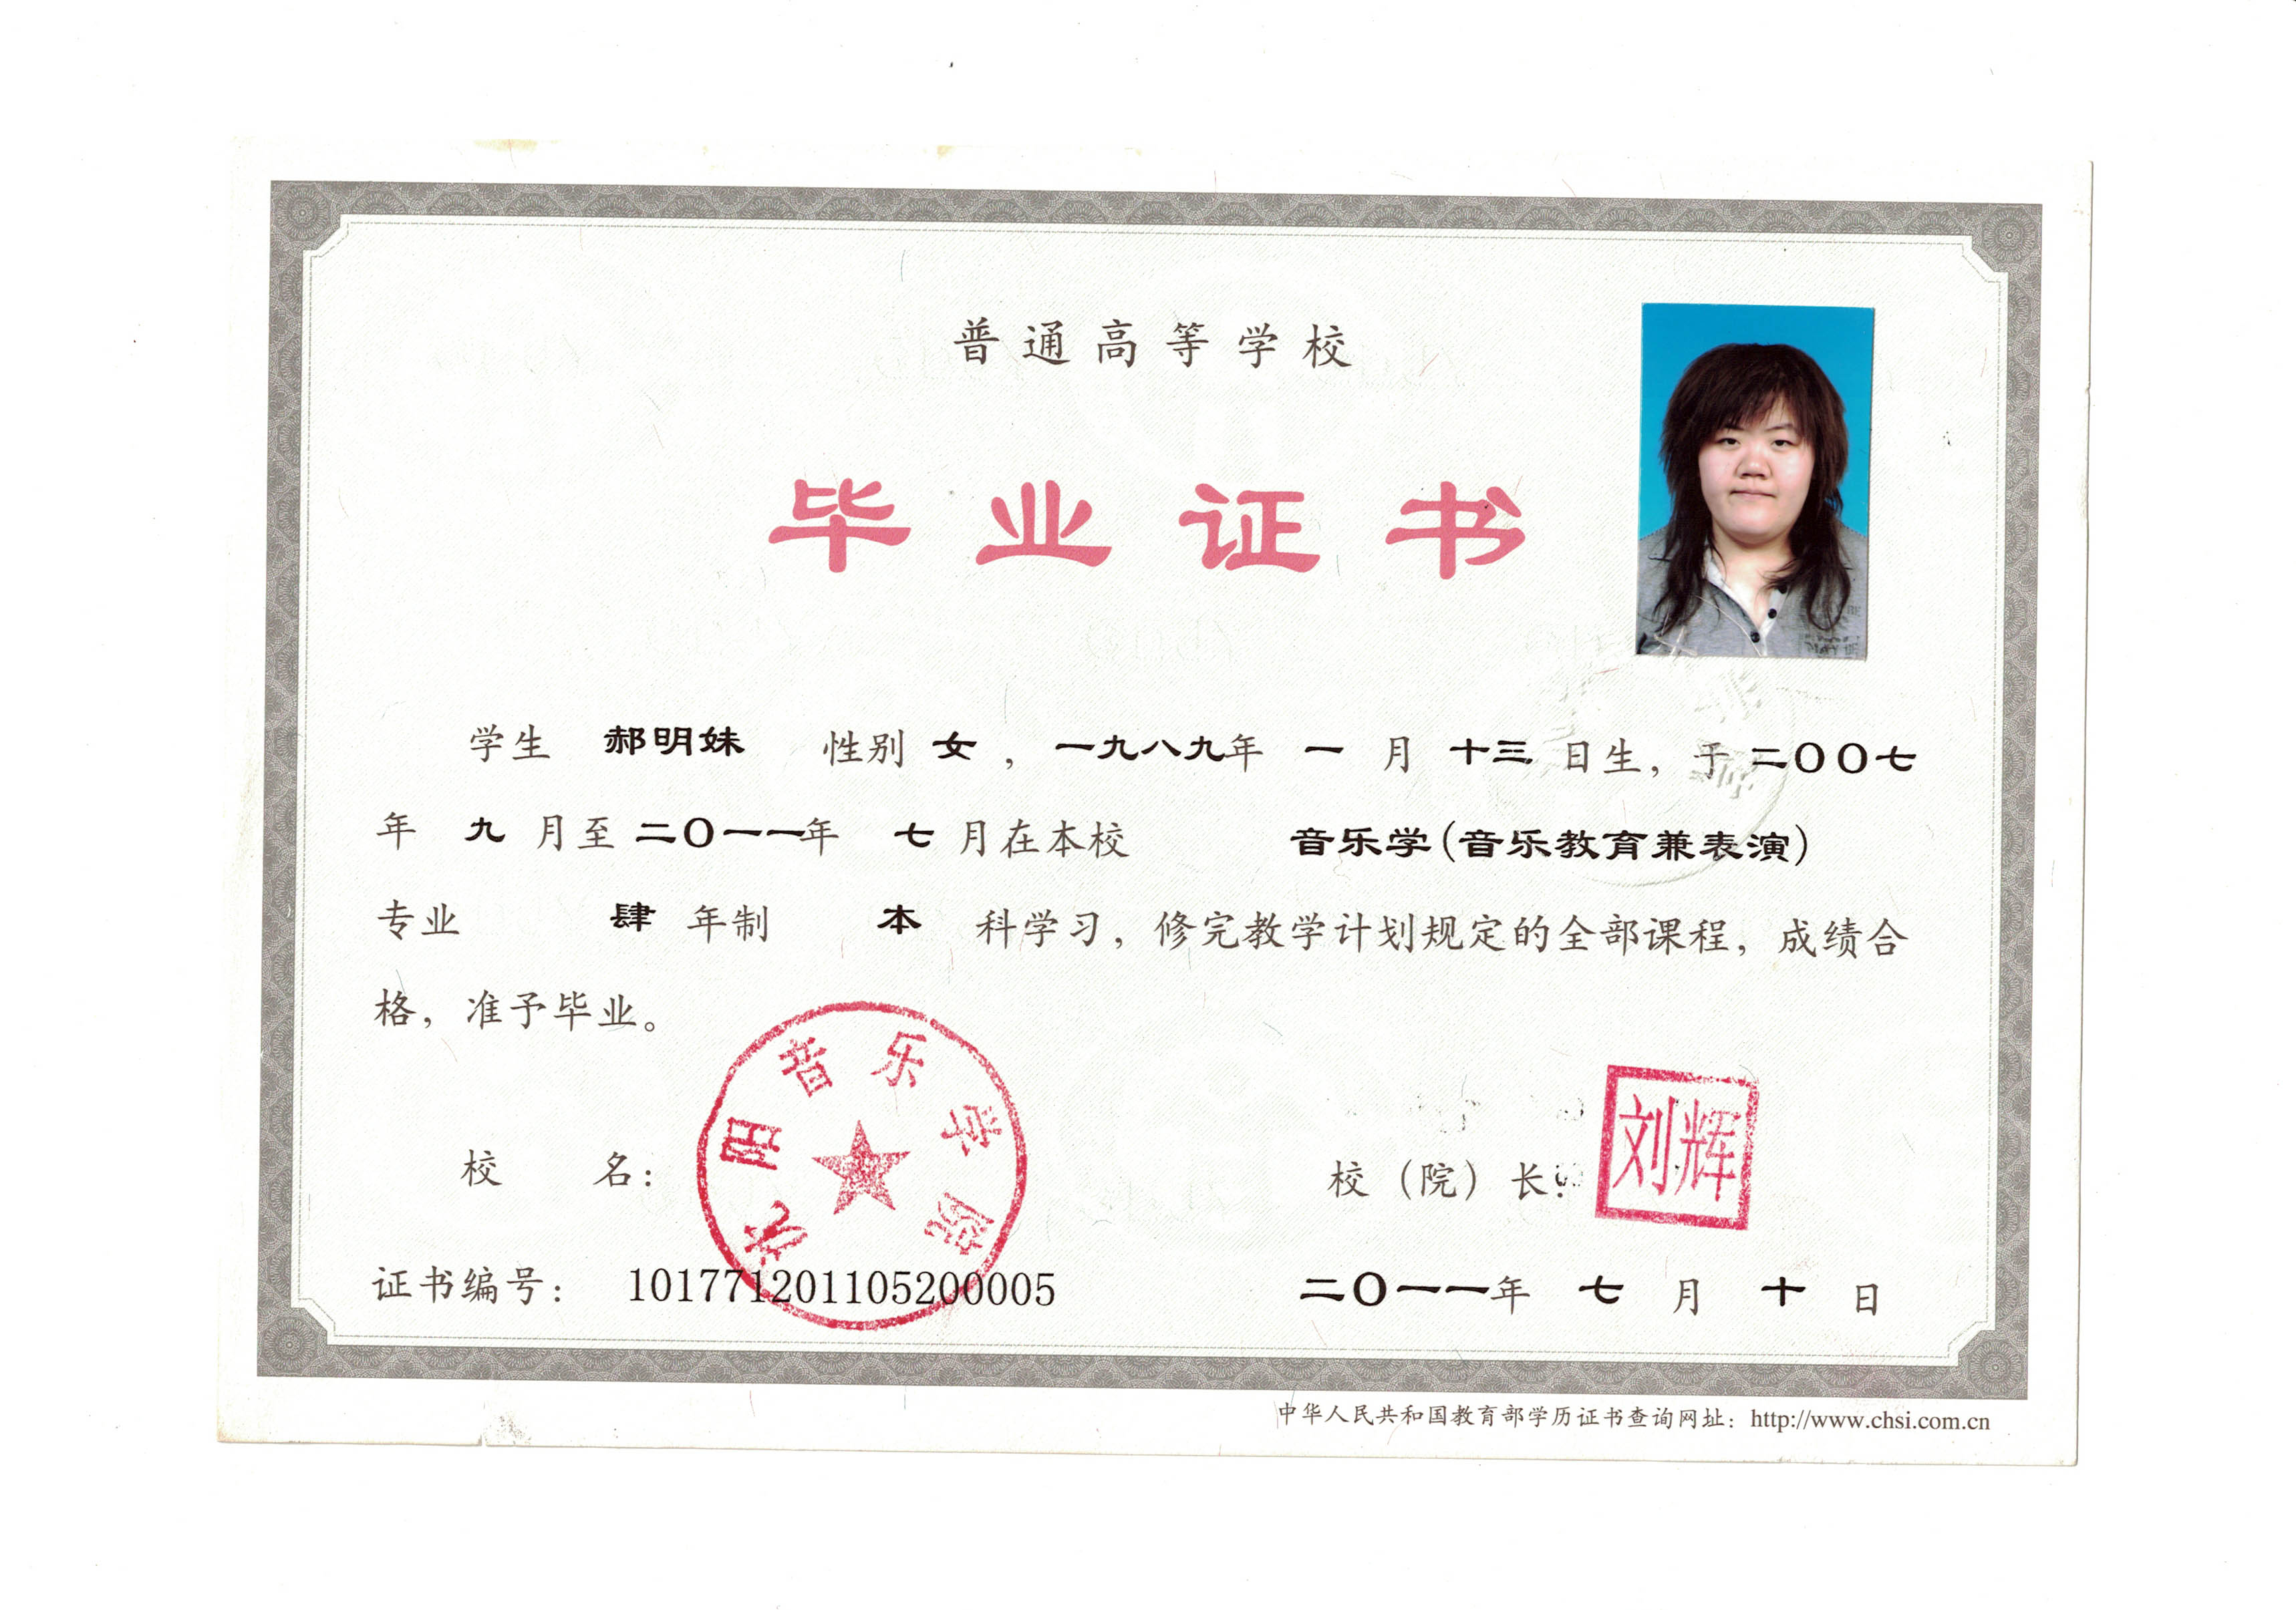 普通高等学校
毕业证书
学生 郝明妹 性别 女 ，一九八九年 一 月 十三 日生，于 二〇〇七
年 九 月至 二〇一一年 七 月在本校 音乐学(音乐教育兼表演)
专业 肆 年制 本 科学习，修完教学计划规定的全部课程，成绩合
格，准予毕业。
沈阳音乐学院
校 名：
校（院）长：
刘辉
证书编号： 101771201105200005
二〇一一年 七 月 十 日
中华人民共和国教育部学历证书查询网址：http://www.chsi.com.cn